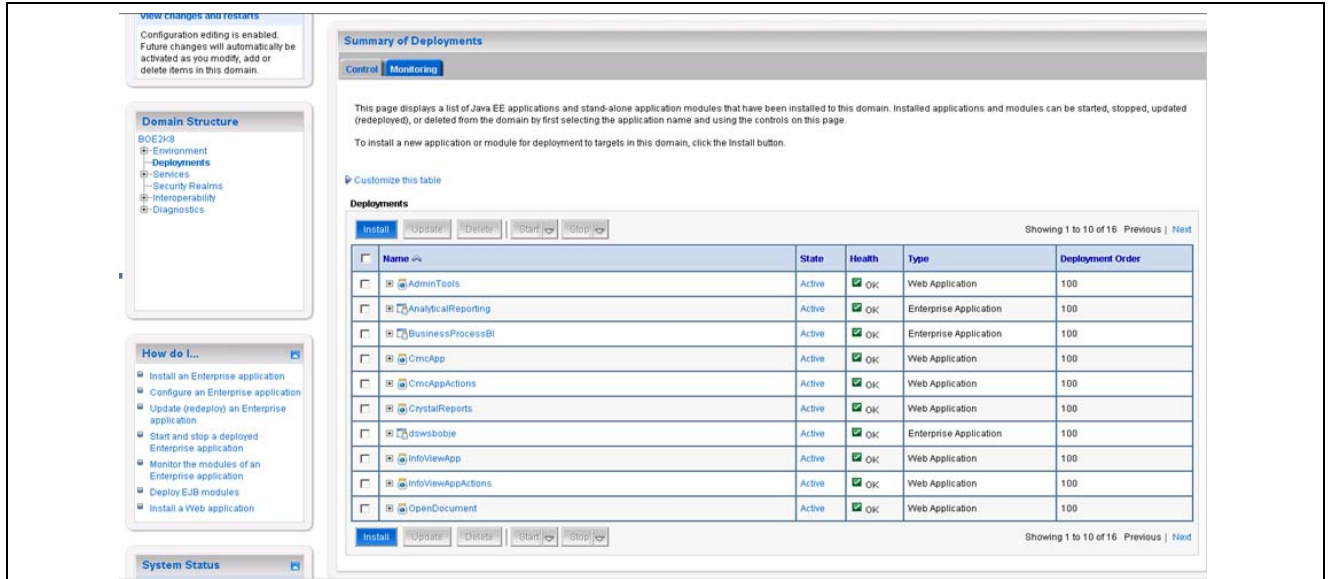 View changes and restarts
Configuration editing is enabled.
Future changes will automatically be
activated as you modify, add or
delete items in this domain.
Domain Structure
BOE2K8
Environment
Deployments
Services
Security Realms
Interoperability
Diagnostics
How do I...
Install an Enterprise application
Configure an Enterprise application
Update (redeploy) an Enterprise
application
Start and stop a deployed
Enterprise application
Monitor the modules of an
Enterprise application
Deploy EJB modules
Install a Web application
System Status
Summary of Deployments
Control Monitoring
This page displays a list of Java EE applications and stand-alone application modules that have been installed to this domain. Installed applications and modules can be started, stopped, updated
(redeployed), or deleted from the domain by first selecting the application name and using the controls on this page.
To install a new application or module for deployment to targets in this domain, click the Install button.
Customize this table
Deployments
Install Update Delete Start Stop Showing 1 to 10 of 16 Previous | Next
Name State Health Type Deployment Order
AdminTools Active OK Web Application 100
AnalyticalReporting Active OK Enterprise Application 100
BusinessProcessBI Active OK Enterprise Application 100
CmcApp Active OK Web Application 100
CmcAppActions Active OK Web Application 100
CrystalReports Active OK Web Application 100
dswsbobje Active OK Enterprise Application 100
InfoViewApp Active OK Web Application 100
InfoViewAppActions Active OK Web Application 100
OpenDocument Active OK Web Application 100
Install Update Delete Start Stop Showing 1 to 10 of 16 Previous | Next